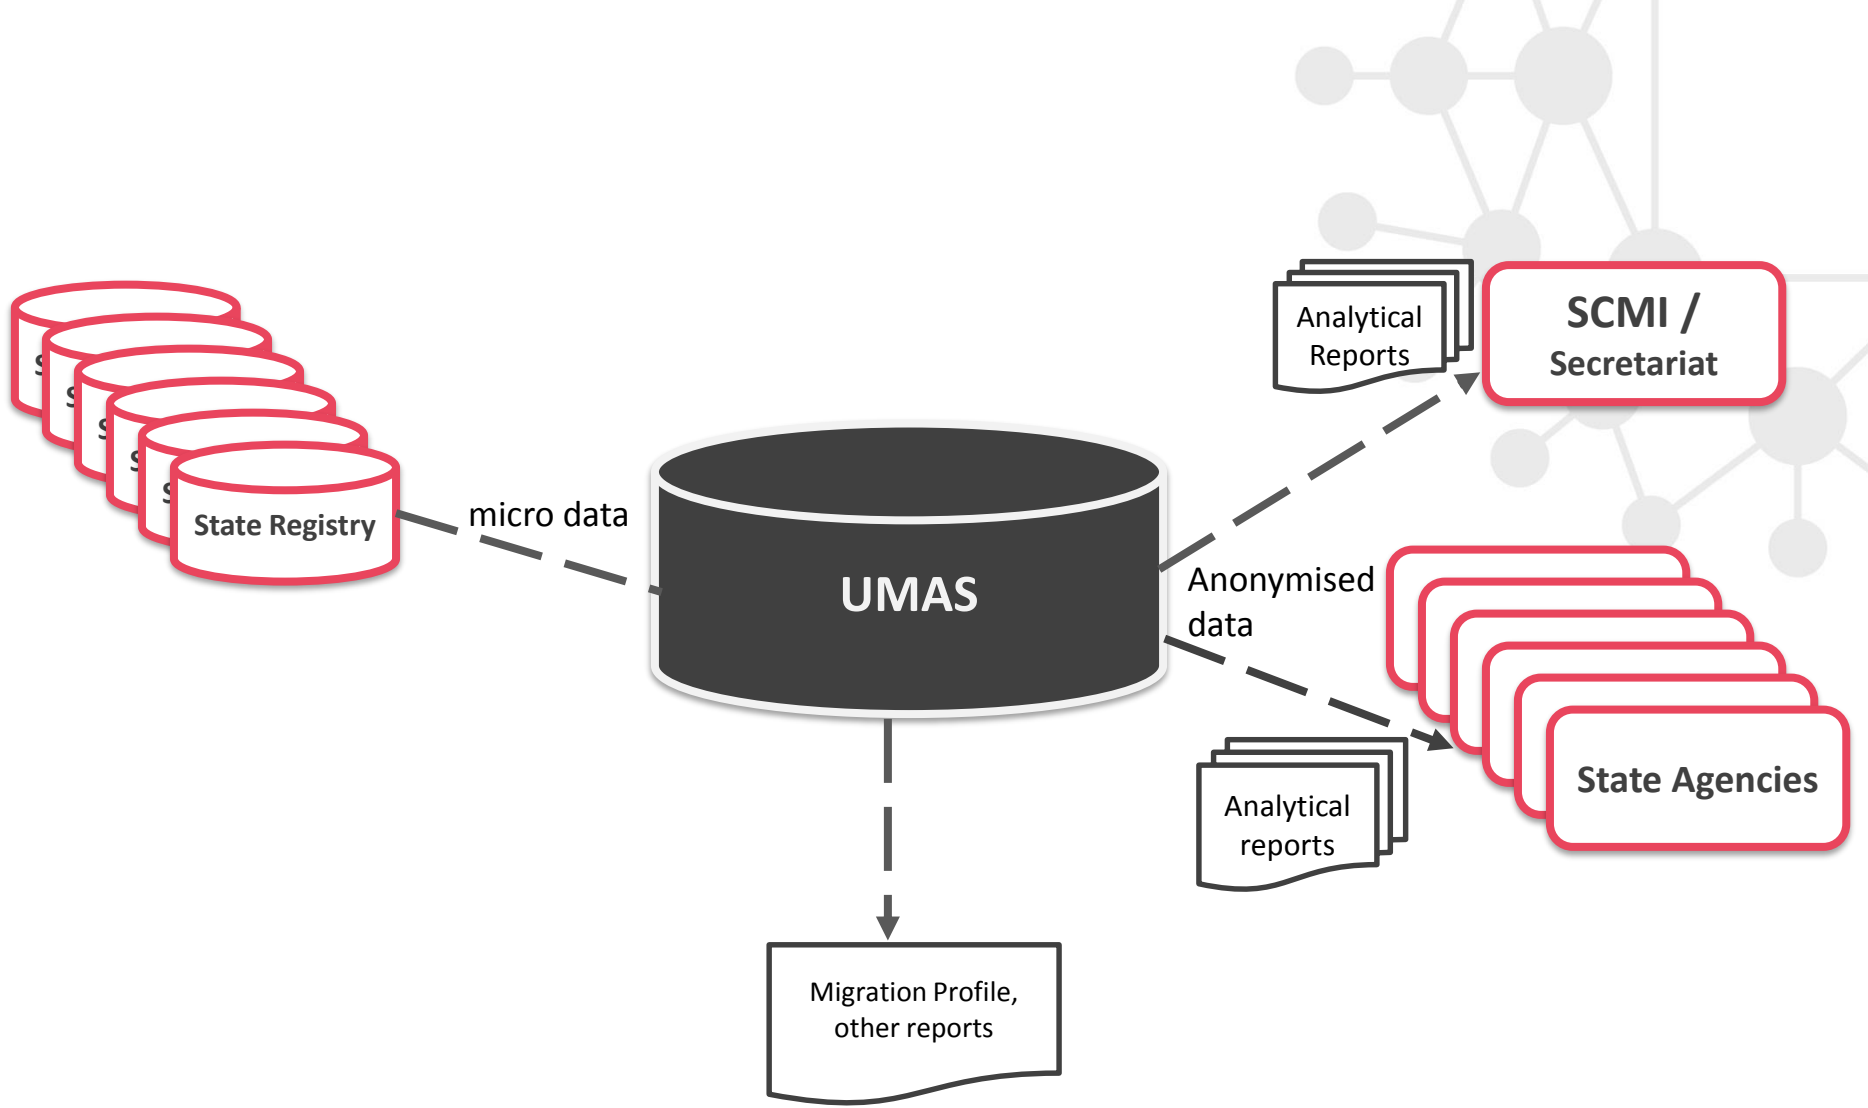 State Registry
micro data
UMAS
Analytical
Reports
SCMI /
Secretariat
Anonymised
data
State Agencies
Analytical
reports
Migration Profile,
other reports